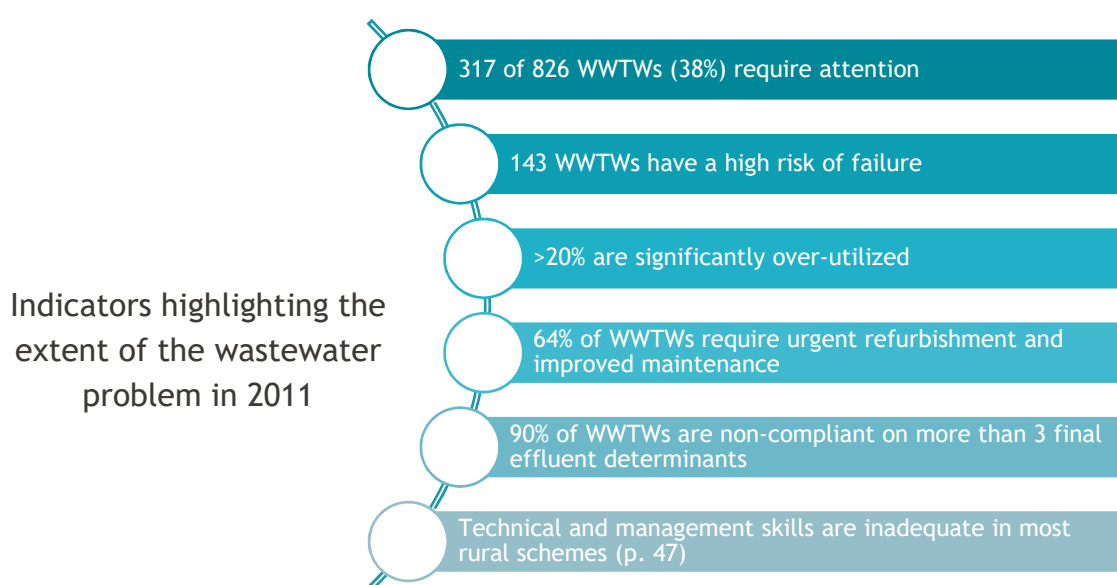 317 of 826 WWTWs (38%) require attention
143 WWTWs have a high risk of failure
>20% are significantly over-utilized
Indicators highlighting the
extent of the wastewater
problem in 2011
64% of WWTWs require urgent refurbishment and
improved maintenance
90% of WWTWs are non-compliant on more than 3 final
effluent determinants
Technical and management skills are inadequate in most
rural schemes (p. 47)